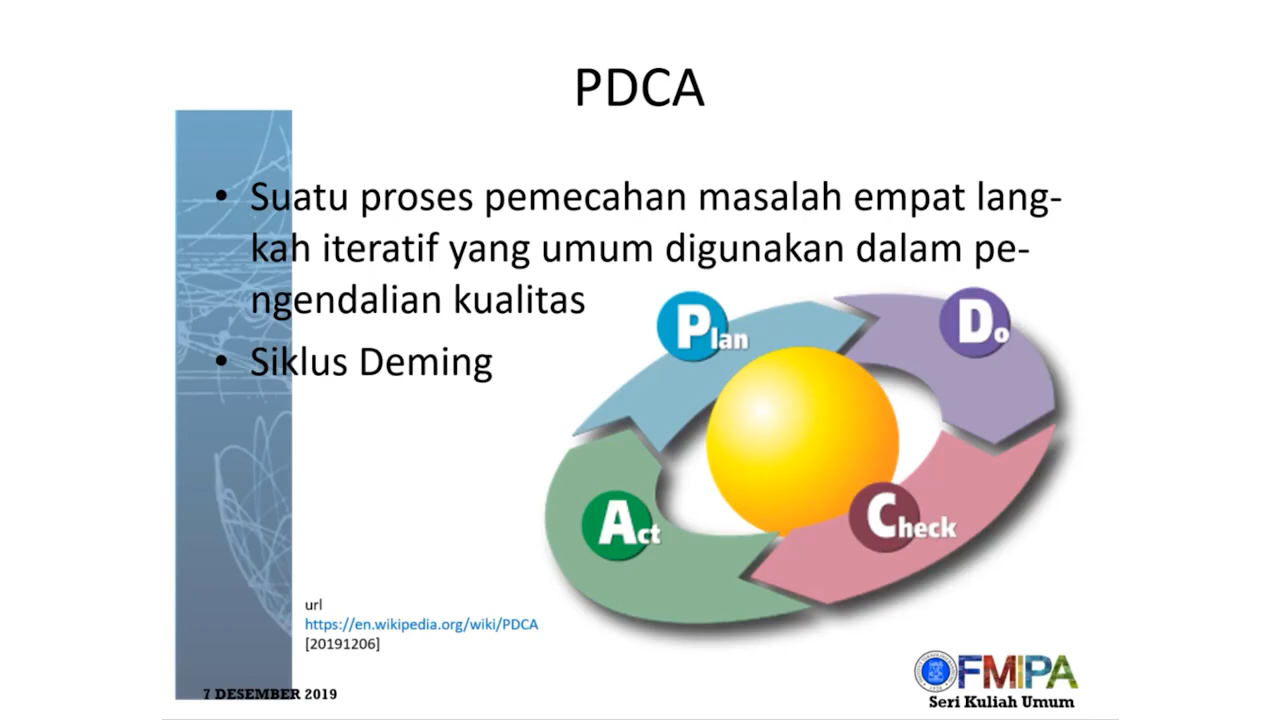 PDCA
• Suatu proses pemecahan masalah empat lang-
kah iteratif yang umum digunakan dalam pe-
ngendalian kualitas
• Siklus Deming
Plan
Do
Act
Check
url
https://en.wikipedia.org/wiki/PDCA
[20191206]
7 DESEMBER 2019
FMIPA
Seri Kuliah Umum